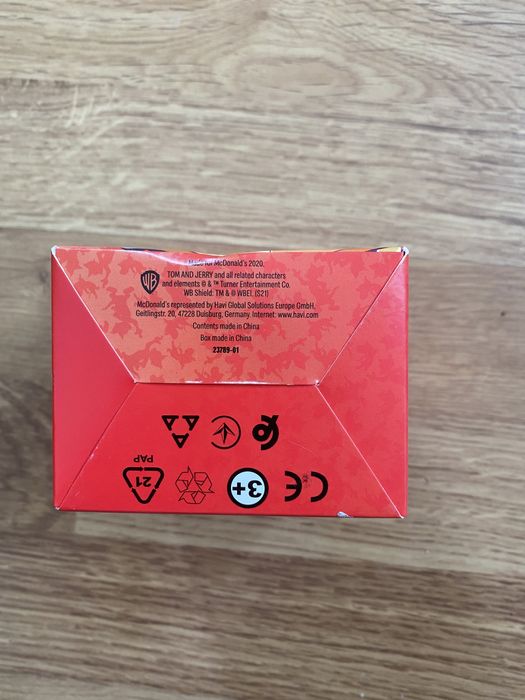 Made for McDonald's 2020.
WB
TOM AND JERRY and all related characters
and elements © & ™ Turner Entertainment Co.
WB Shield: TM & © WBEI. (S21)
McDonald's represented by Havi Global Solutions Europe GmbH,
Geitlingstr. 20, 47228 Duisburg, Germany. Internet: www.havi.com
Contents made in China
Box made in China
23789-01
CE
3+
21
PAP